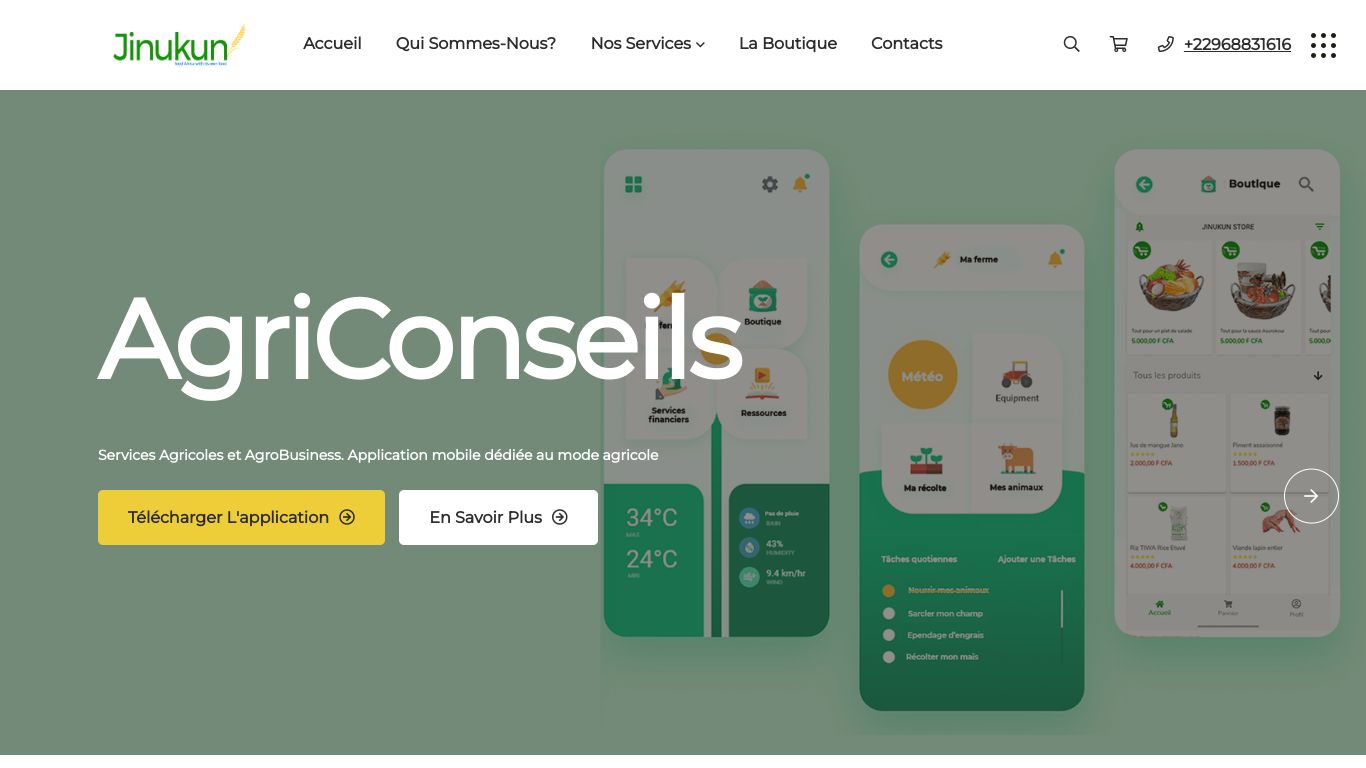 Jinukun
Accueil
Qui Sommes-Nous?
Nos Services
La Boutique
Contacts
+22968831616
AgriConseils
Services Agricoles et AgroBusiness. Application mobile dédiée au mode agricole
Télécharger L'application
En Savoir Plus
Boutique
Services
financiers
Ressources
34°C
24°C
Pas de pluie
RAIN
43%
HUMIDITY
9.4 km/hr
WIND
Ma ferme
Météo
Equipment
Ma récolte
Mes animaux
Tâches quotiennes
Ajouter une Tâches
Nourrir mes animaux
Sarcler mon champ
Ependage d'engrais
Récolter mon maïs
Boutique
JINUKUN STORE
Tout pour un plat de salade
5.000,00 F CFA
Tout pour la sauce Assrokour
5.000,00 F CFA
Tous les produits
Jus de mangue Jano
2.000,00 F CFA
Piment assaisonné
1.500,00 F CFA
Riz TIWA Rice Etuvé
4.000,00 F CFA
Viande lapin entier
4.000,00 F CFA
Accueil
Pannier
Profil